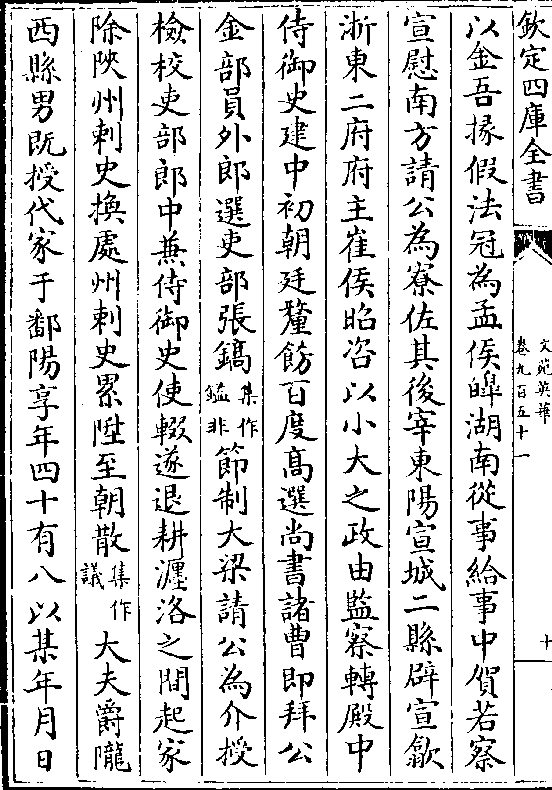 欽定四庫全書
文苑英華
卷九百五十一
十
以金吾掾假法冠為孟侯皥湖南從事給事中賀若察
宣慰南方請公為寮佐其後宰東陽宣城二縣辟宣歙
浙東二府府主崔侯昭咨以小大之政由監察轉殿中
侍御史建中初朝廷釐飭百度髙選尚書諸曹即拜公
金部員外郎選吏部張鎬集作鎰非節制大梁請公為介授
檢校吏部郎中兼侍御史使輟遂退耕瀍洛之間起家
除陝州刺史換處州刺史累陞至朝散集作議大夫爵隴
西縣男既授代家于鄱陽享年四十有八以某年月日